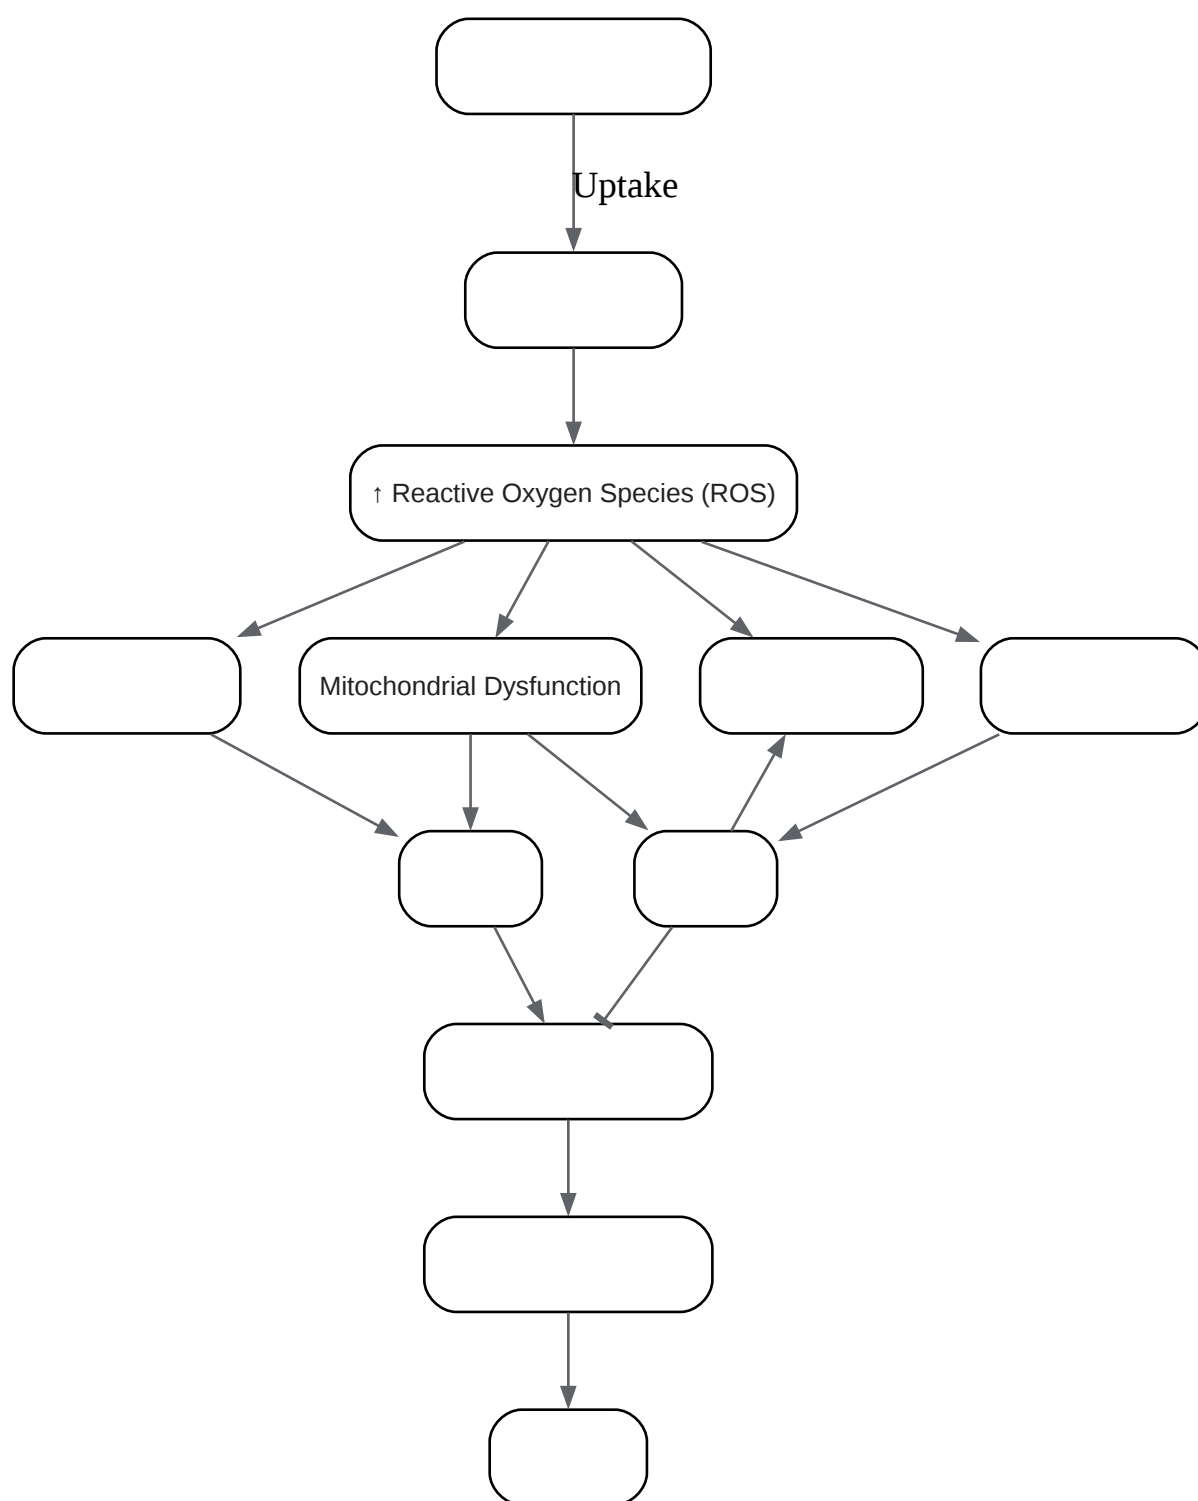 Uptake
↑ Reactive Oxygen Species (ROS)
Mitochondrial Dysfunction